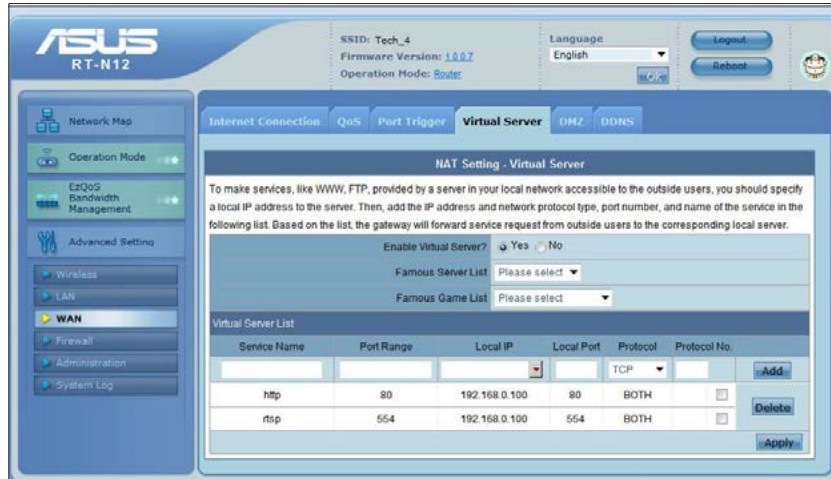 ASUS
RT-N12
SSID: Tech_4
Firmware Version: 1.0.0.7
Operation Mode: Router
Language
English
OK
Logout
Reboot
Network Map
Operation Mode
EzQoS
Bandwidth
Management
Advanced Setting
Wireless
LAN
WAN
Firewall
Administration
System Log
Internet Connection QoS Port Trigger Virtual Server DMZ DDNS
NAT Setting - Virtual Server
To make services, like WWW, FTP, provided by a server in your local network accessible to the outside users, you should specify
a local IP address to the server. Then, add the IP address and network protocol type, port number, and name of the service in the
following list. Based on the list, the gateway will forward service request from outside users to the corresponding local server.
Enable Virtual Server? Yes No
Famous Server List Please select
Famous Game List Please select
Virtual Server List
Service Name Port Range Local IP Local Port Protocol Protocol No.
TCP Add
http 80 192.168.0.100 80 BOTH
Delete
rtsp 554 192.168.0.100 554 BOTH
Apply